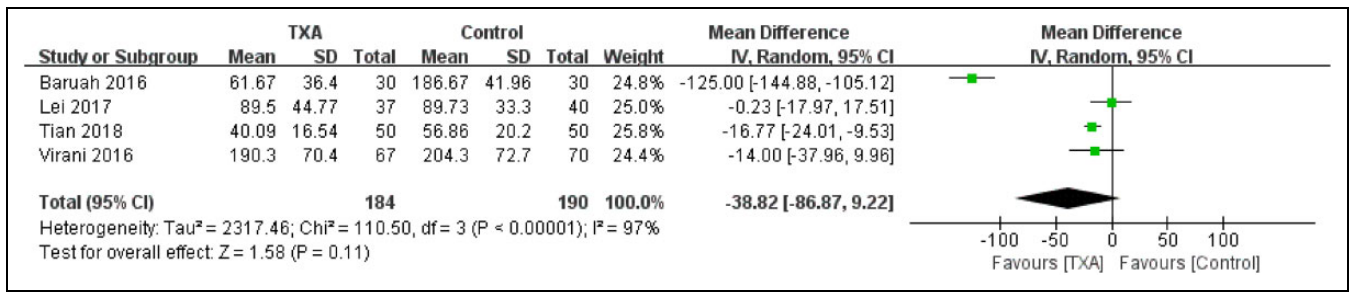 TXA Control Mean Difference Mean Difference
Study or Subgroup Mean SD Total Mean SD Total Weight IV, Random, 95% CI IV, Random, 95% CI
Baruah 2016 61.67 36.4 30 186.67 41.96 30 24.8% -125.00 [-144.88, -105.12]
Lei 2017 89.5 44.77 37 89.73 33.3 40 25.0% -0.23 [-17.97, 17.51]
Tian 2018 40.09 16.54 50 56.86 20.2 50 25.8% -16.77 [-24.01, -9.53]
Virani 2016 190.3 70.4 67 204.3 72.7 70 24.4% -14.00 [-37.96, 9.96]
Total (95% CI) 184 190 100.0% -38.82 [-86.87, 9.22]
Heterogeneity: Tau² = 2317.46; Chi² = 110.50, df = 3 (P < 0.00001); I² = 97%
Test for overall effect: Z = 1.58 (P = 0.11)
-100 -50 0 50 100
Favours [TXA] Favours [Control]